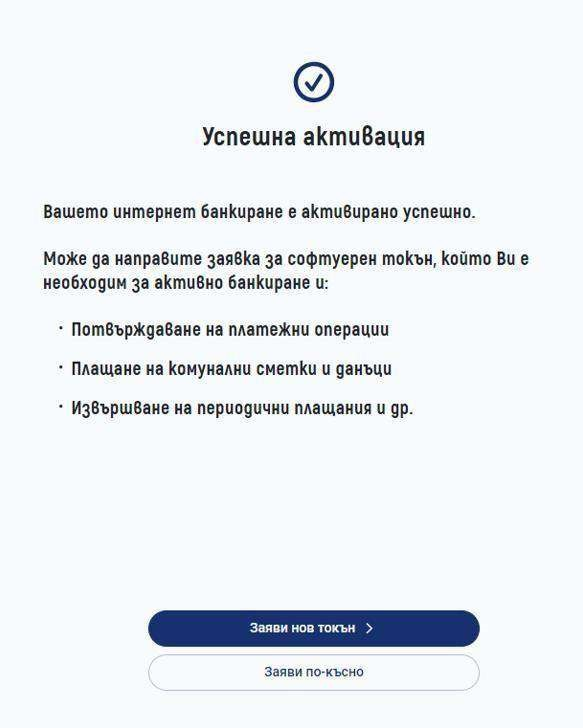 Успешна активация
Вашето интернет банкиране е активирано успешно.
Може да направите заявка за софтуерен токън, който Ви е
необходим за активно банкиране и:
· Потвърждаване на платежни операции
· Плащане на комунални сметки и данъци
· Извършване на периодични плащания и др.
Заяви нов токън
Заяви по-късно